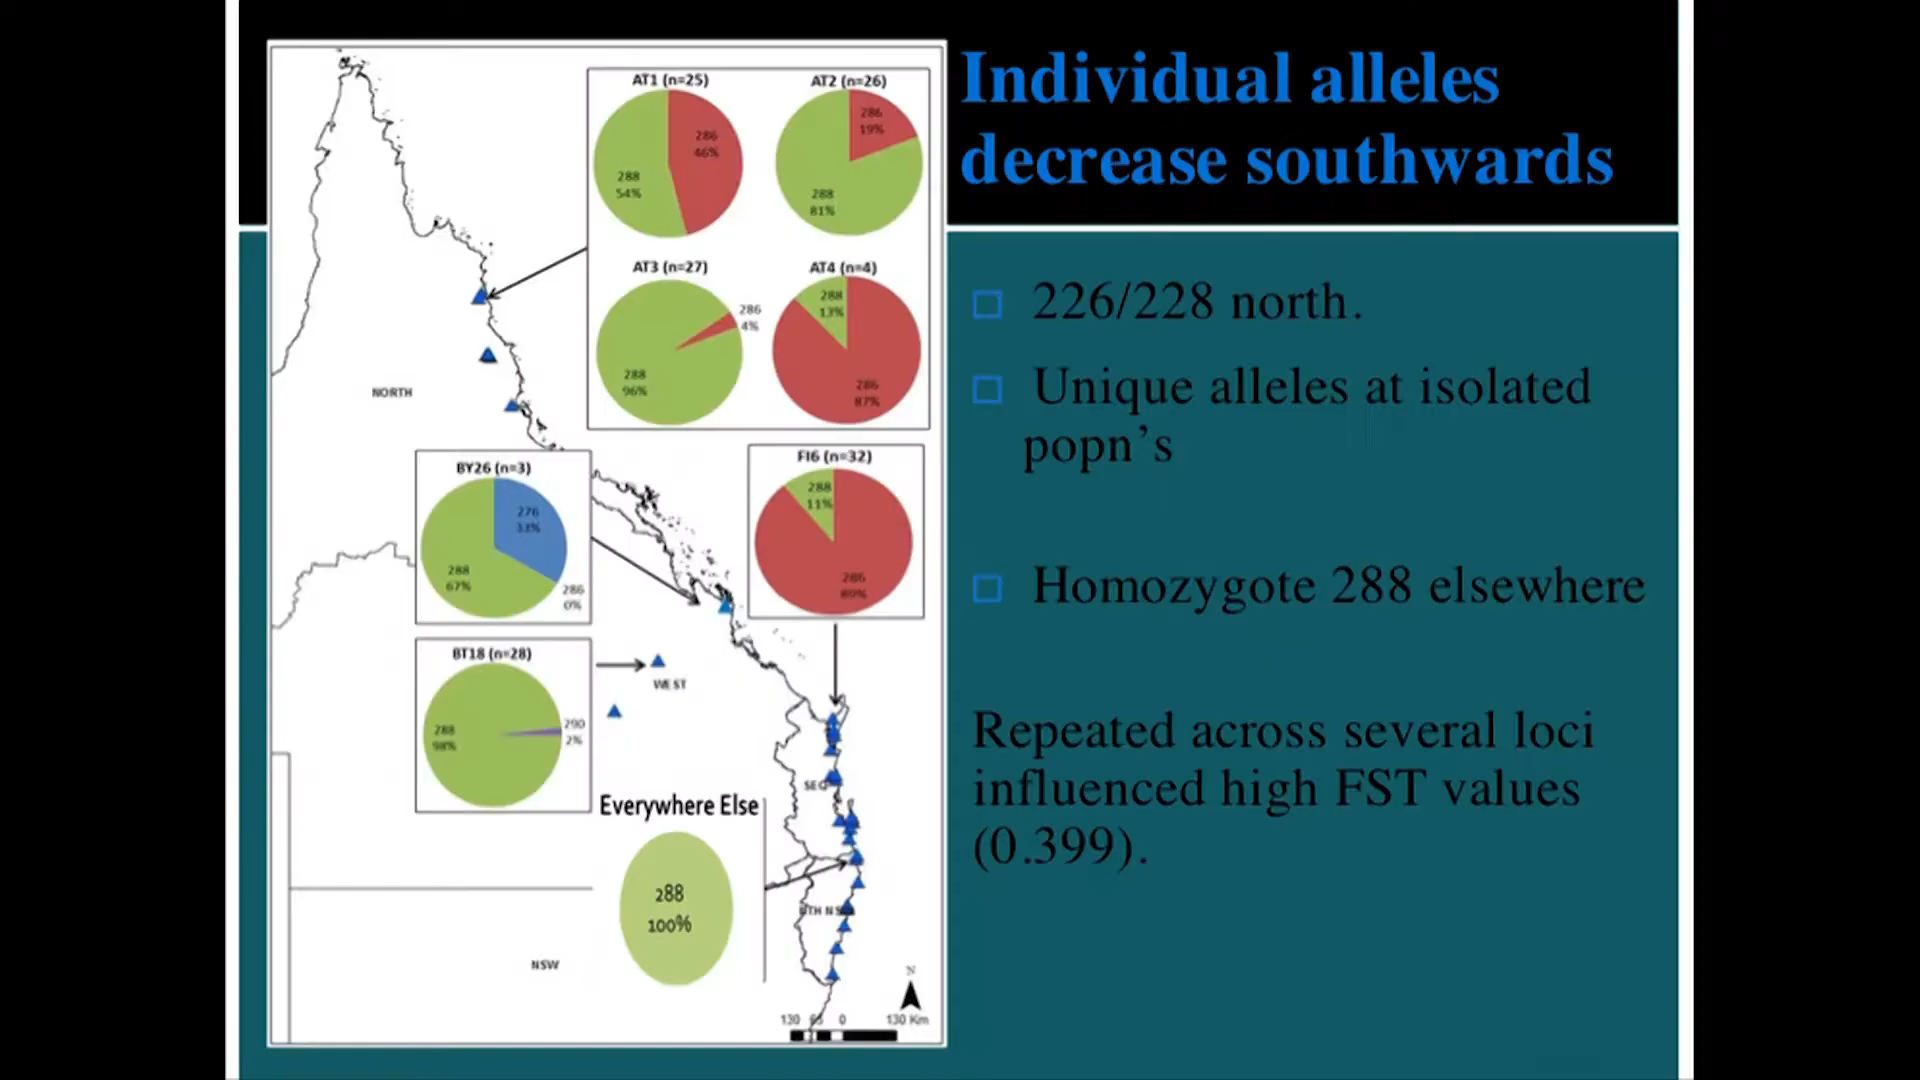 Individual alleles
decrease southwards
226/228 north.
Unique alleles at isolated
popn’s
Homozygote 288 elsewhere
Repeated across several loci
influenced high FST values
(0.399).
AT1 (n=25)
286
46%
288
54%
AT2 (n=26)
286
19%
288
81%
AT3 (n=27)
286
4%
288
96%
AT4 (n=4)
288
13%
286
87%
NORTH
BY26 (n=3)
276
33%
288
67%
286
0%
FI6 (n=32)
288
11%
286
89%
BT18 (n=28)
288
98%
290
2%
WEST
SEQ
Everywhere Else
288
100%
NSW
N
130 65 0 130 Km